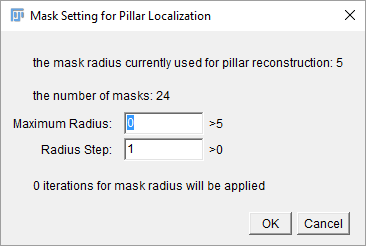 Mask Setting for Pillar Localization
the mask radius currently used for pillar reconstruction: 5
the number of masks: 24
Maximum Radius: 0 >5
Radius Step: 1 >0
0 iterations for mask radius will be applied
OK Cancel